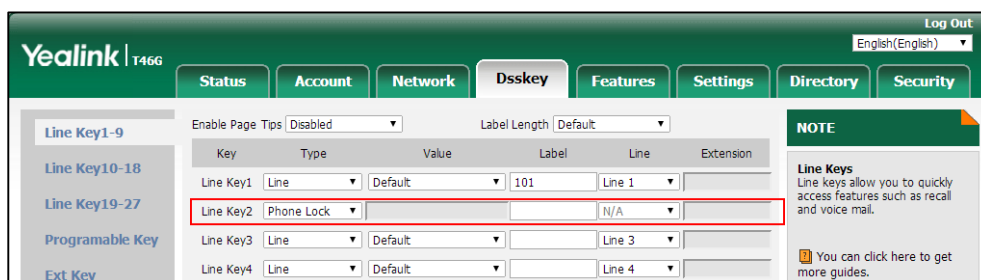 Log Out
Yealink T46G
English(English)
Status Account Network Dsskey Features Settings Directory Security
Line Key1-9
Line Key10-18
Line Key19-27
Programable Key
Ext Key
Enable Page Tips Disabled Label Length Default
Key Type Value Label Line Extension
Line Key1 Line Default 101 Line 1
Line Key2 Phone Lock N/A
Line Key3 Line Default Line 3
Line Key4 Line Default Line 4
NOTE
Line Keys
Line keys allow you to quickly
access features such as recall
and voice mail.
You can click here to get
more guides.